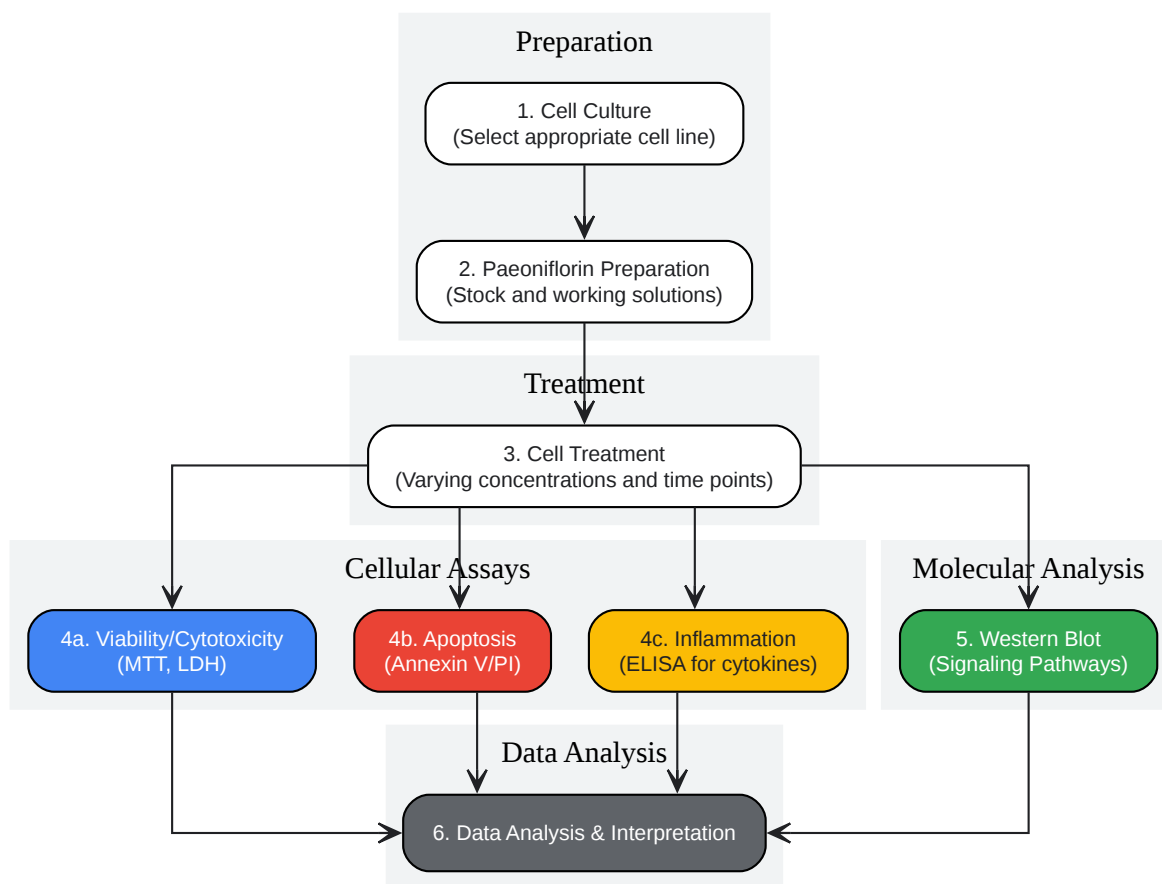 Preparation
1. Cell Culture
(Select appropriate cell line)
2. Paeoniflorin Preparation
(Stock and working solutions)
Treatment
3. Cell Treatment
(Varying concentrations and time points)
Cellular Assays
4a. Viability/Cytotoxicity
(MTT, LDH)
4b. Apoptosis
(Annexin V/PI)
4c. Inflammation
(ELISA for cytokines)
Molecular Analysis
5. Western Blot
(Signaling Pathways)
Data Analysis
6. Data Analysis & Interpretation